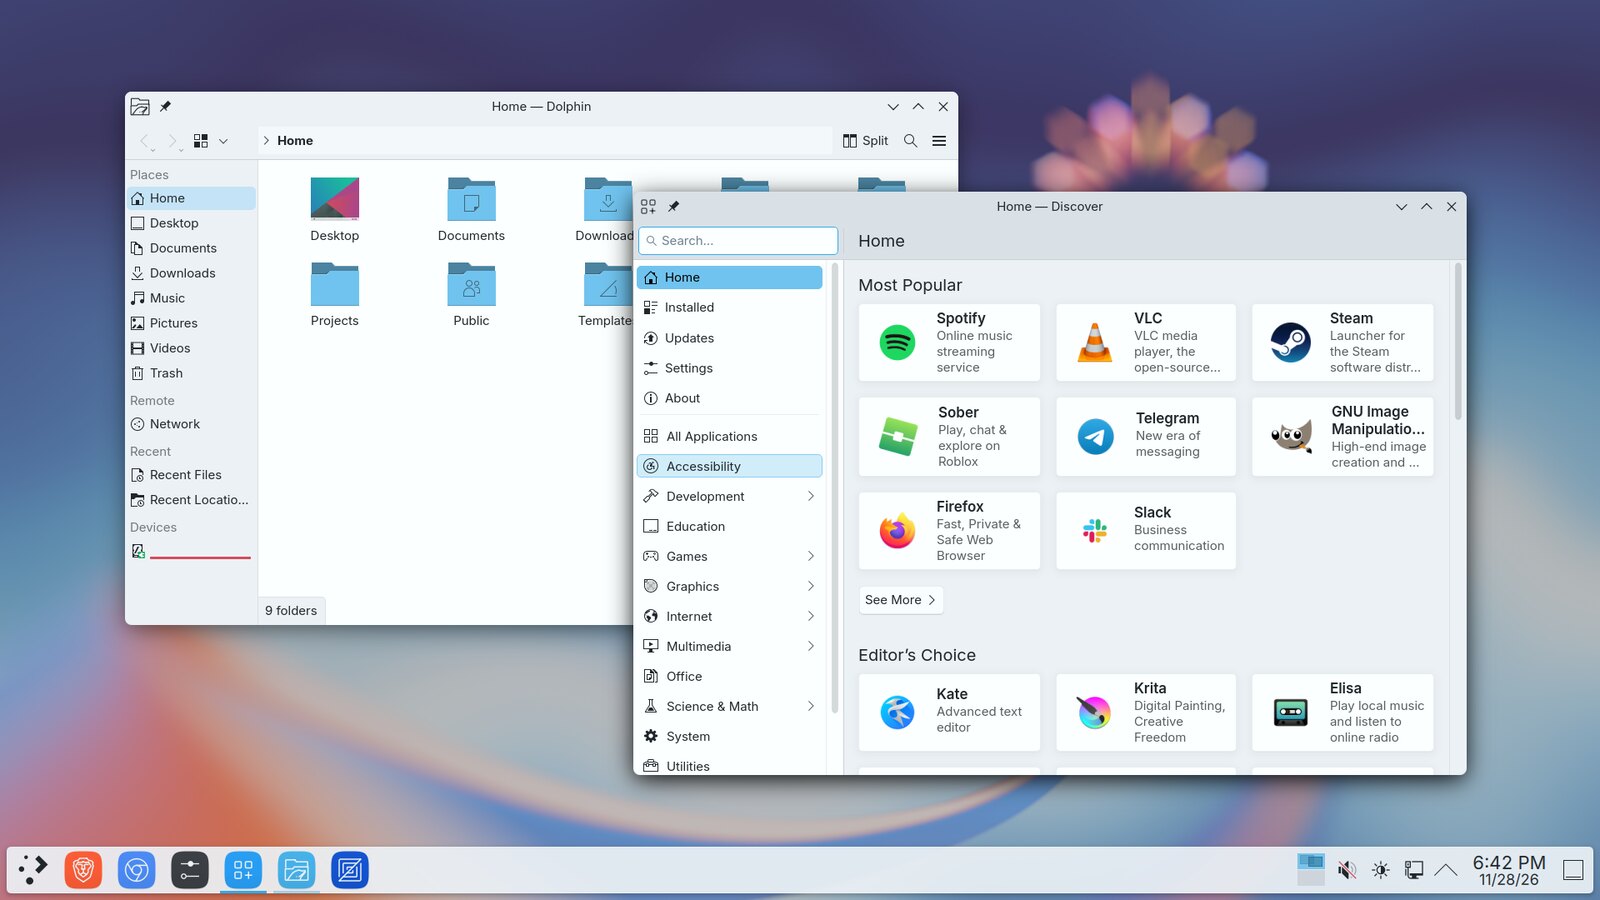 Home — Dolphin
Home
Split
Places
Home
Desktop
Documents
Downloads
Music
Pictures
Videos
Trash
Remote
Network
Recent
Recent Files
Recent Locatio...
Devices
Desktop
Documents
Download
Projects
Public
Template
9 folders
Home — Discover
Search...
Home
Home
Installed
Updates
Settings
About
All Applications
Accessibility
Development
Education
Games
Graphics
Internet
Multimedia
Office
Science & Math
System
Utilities
Most Popular
Spotify
Online music
streaming
service
VLC
VLC media
player, the
open-source...
Steam
Launcher for
the Steam
software distr...
Sober
Play, chat &
explore on
Roblox
Telegram
New era of
messaging
GNU Image
Manipulatio...
High-end image
creation and ...
Firefox
Fast, Private &
Safe Web
Browser
Slack
Business
communication
See More
Editor's Choice
Kate
Advanced text
editor
Krita
Digital Painting,
Creative
Freedom
Elisa
Play local music
and listen to
online radio
6:42 PM
11/28/26